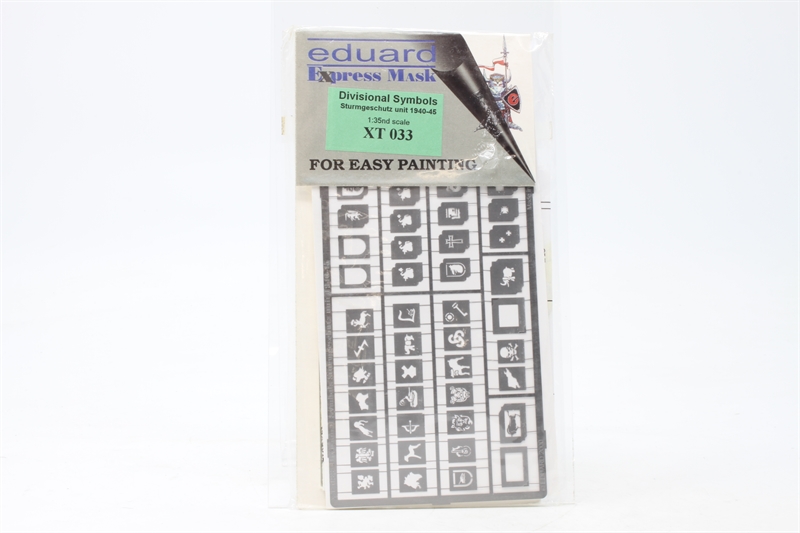 eduard
Express Mask
Divisional Symbols
Sturmgeschutz unit 1940-45
1:35nd scale
XT 033
FOR EASY PAINTING